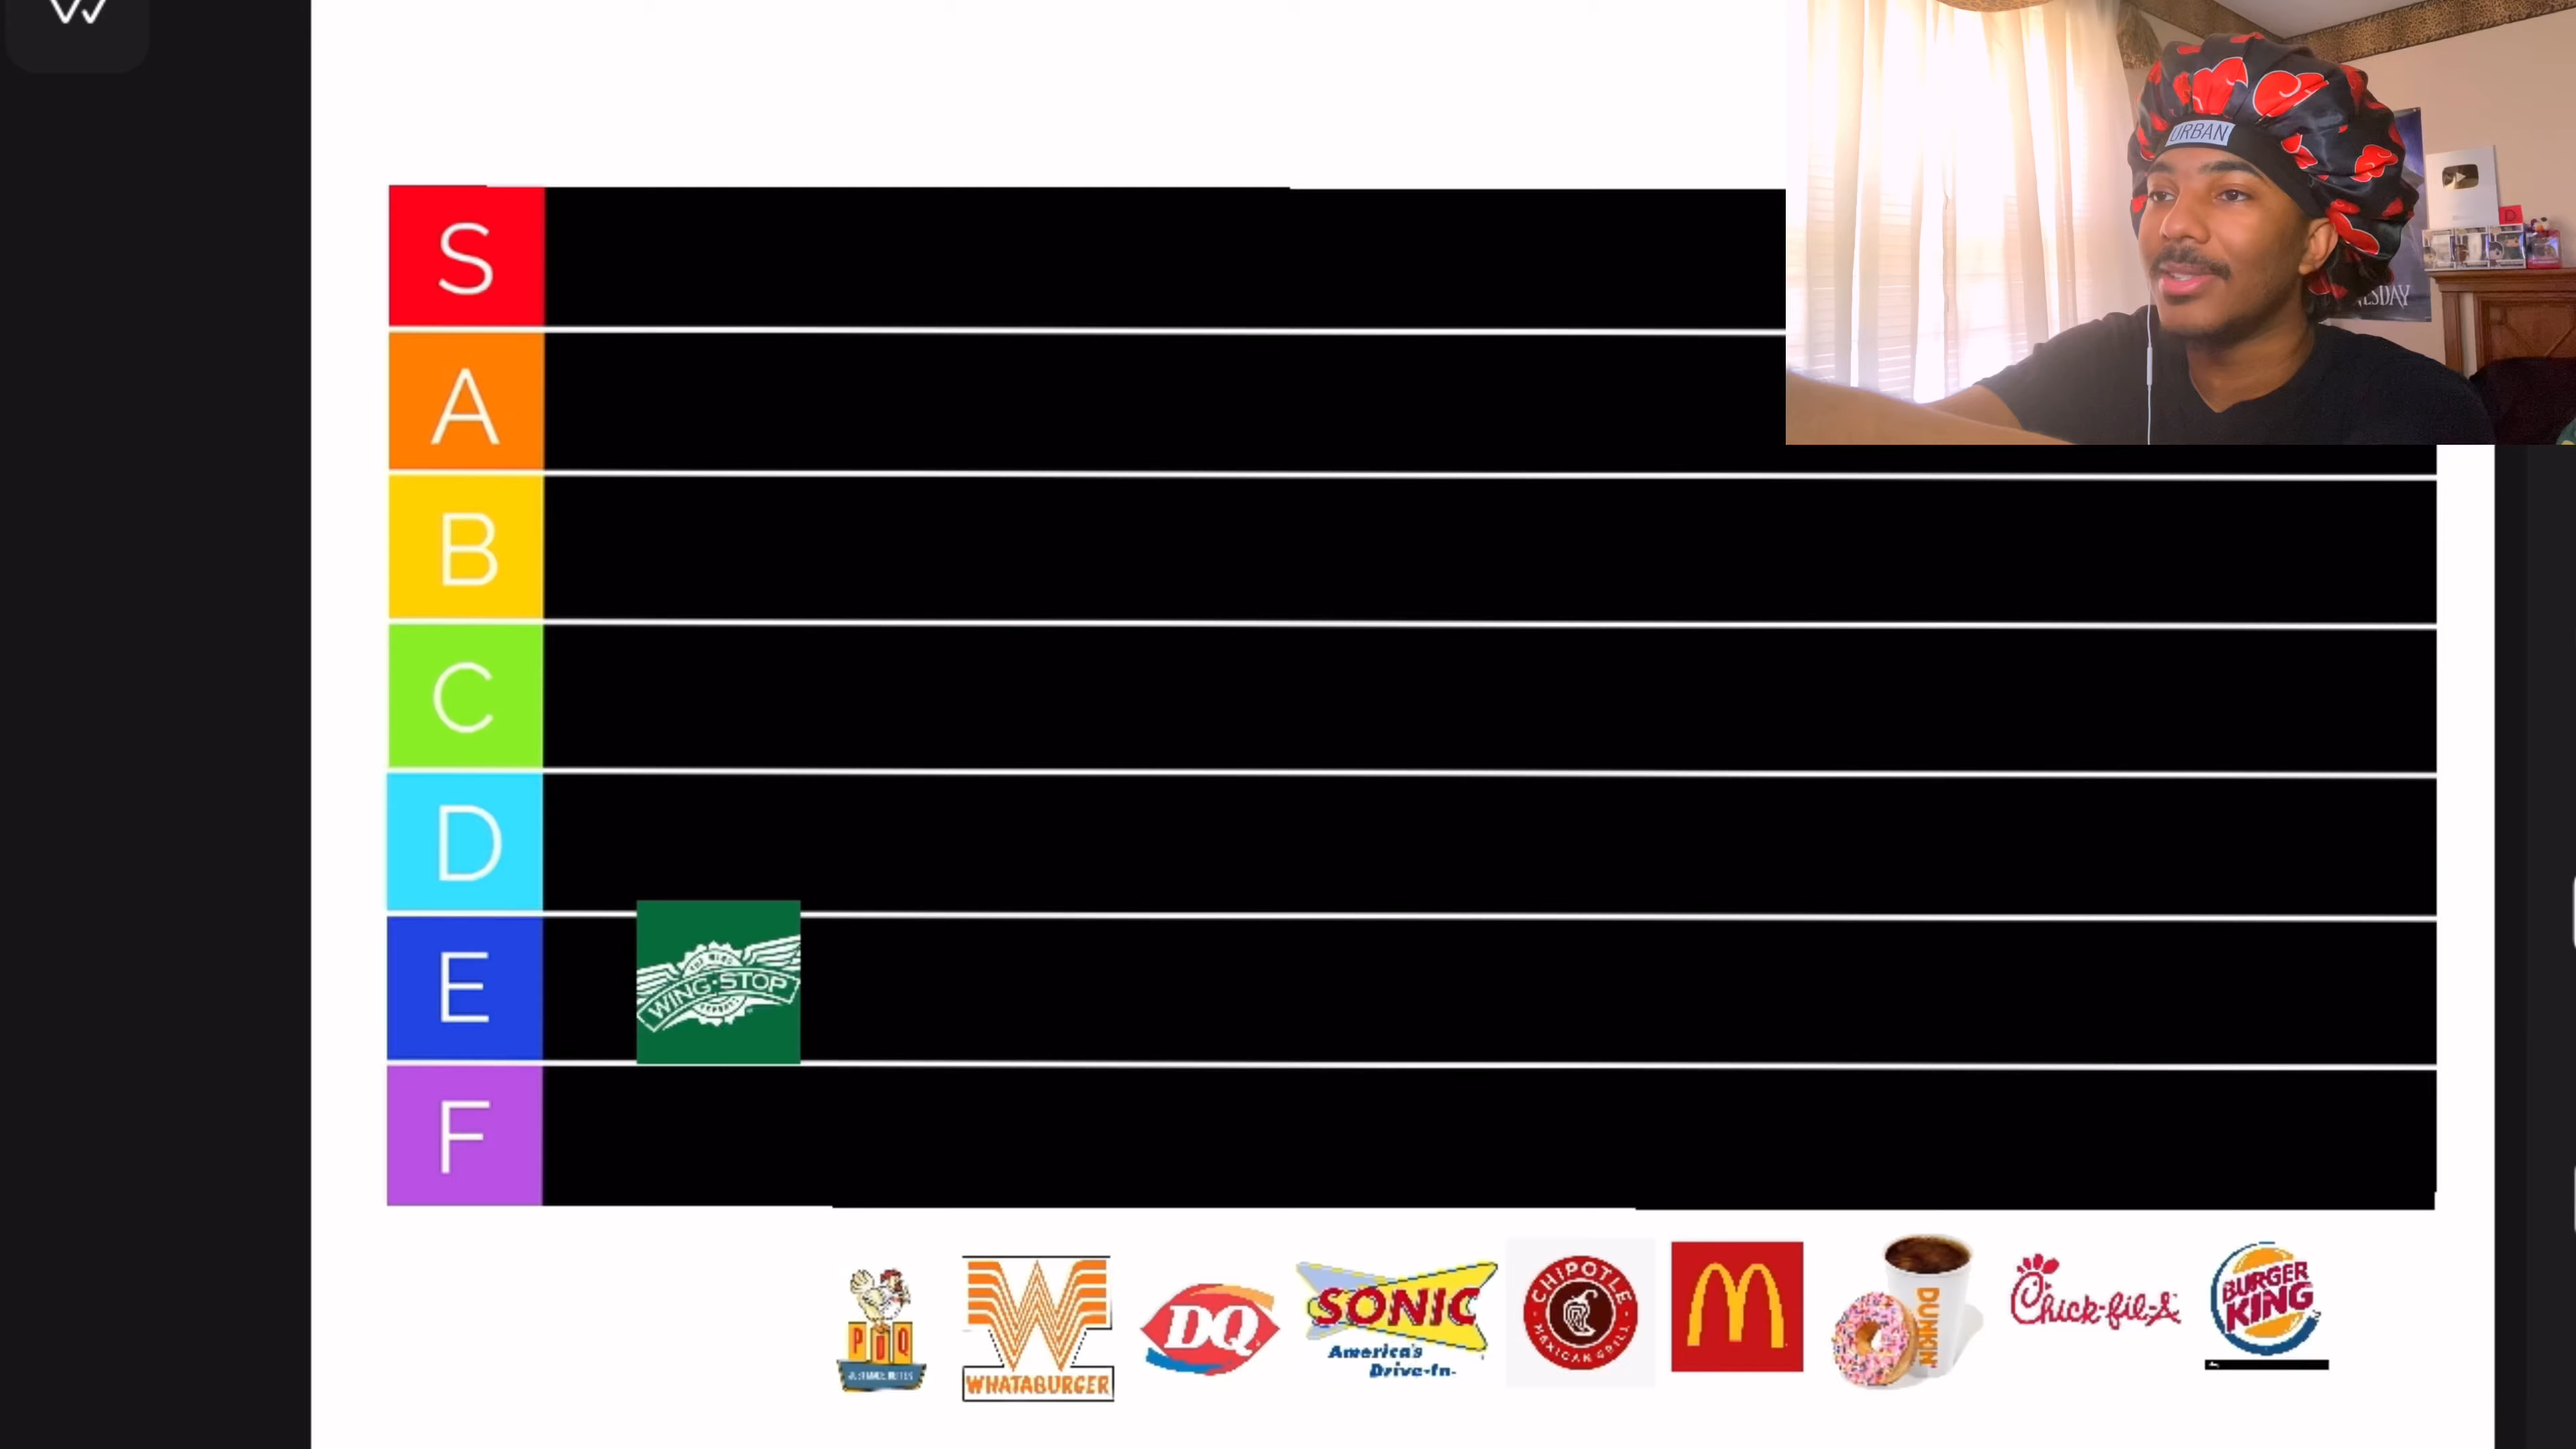 URBAN
S
A
B
C
D
WING·STOP
E
F
PDQ
WHATABURGER
DQ
SONIC
America's
Drive-In
CHIPOTLE
MEXICAN GRILL
M
DUNKIN'
Chick-fil-A
BURGER
KING